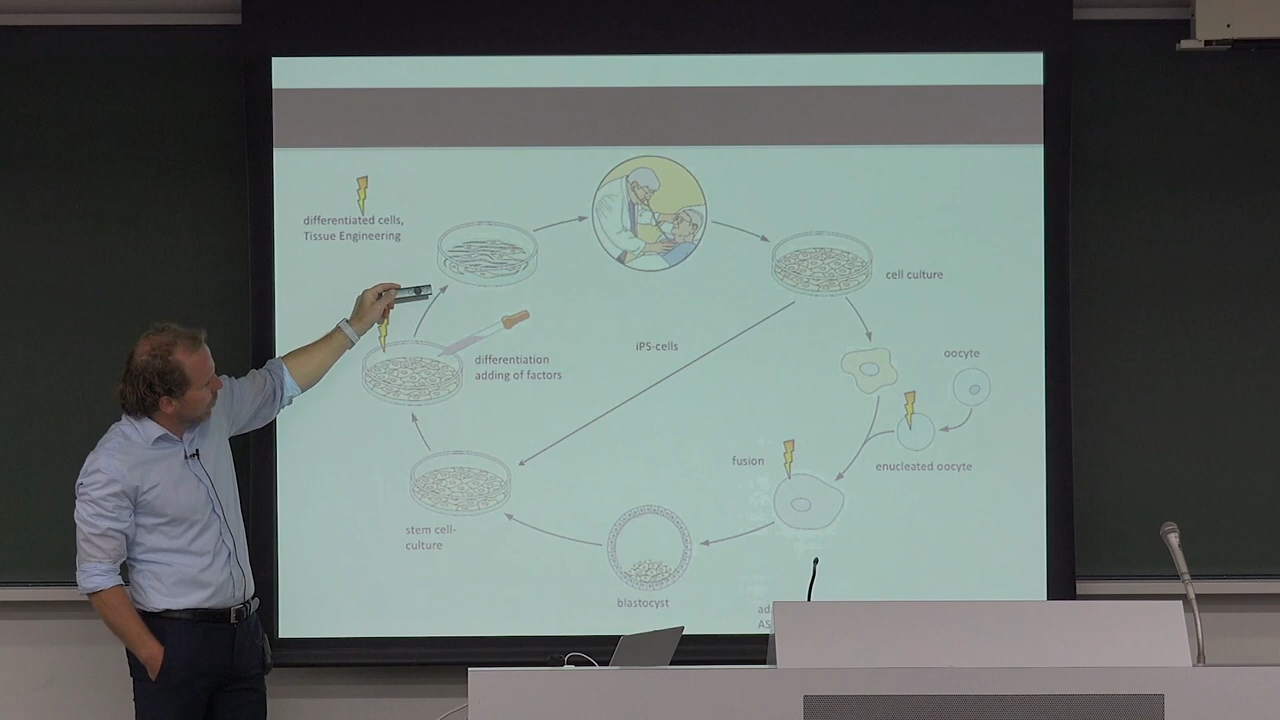 differentiated cells,
Tissue Engineering
cell culture
iPS-cells
oocyte
differentiation
adding of factors
fusion
enucleated oocyte
stem cell-
culture
blastocyst